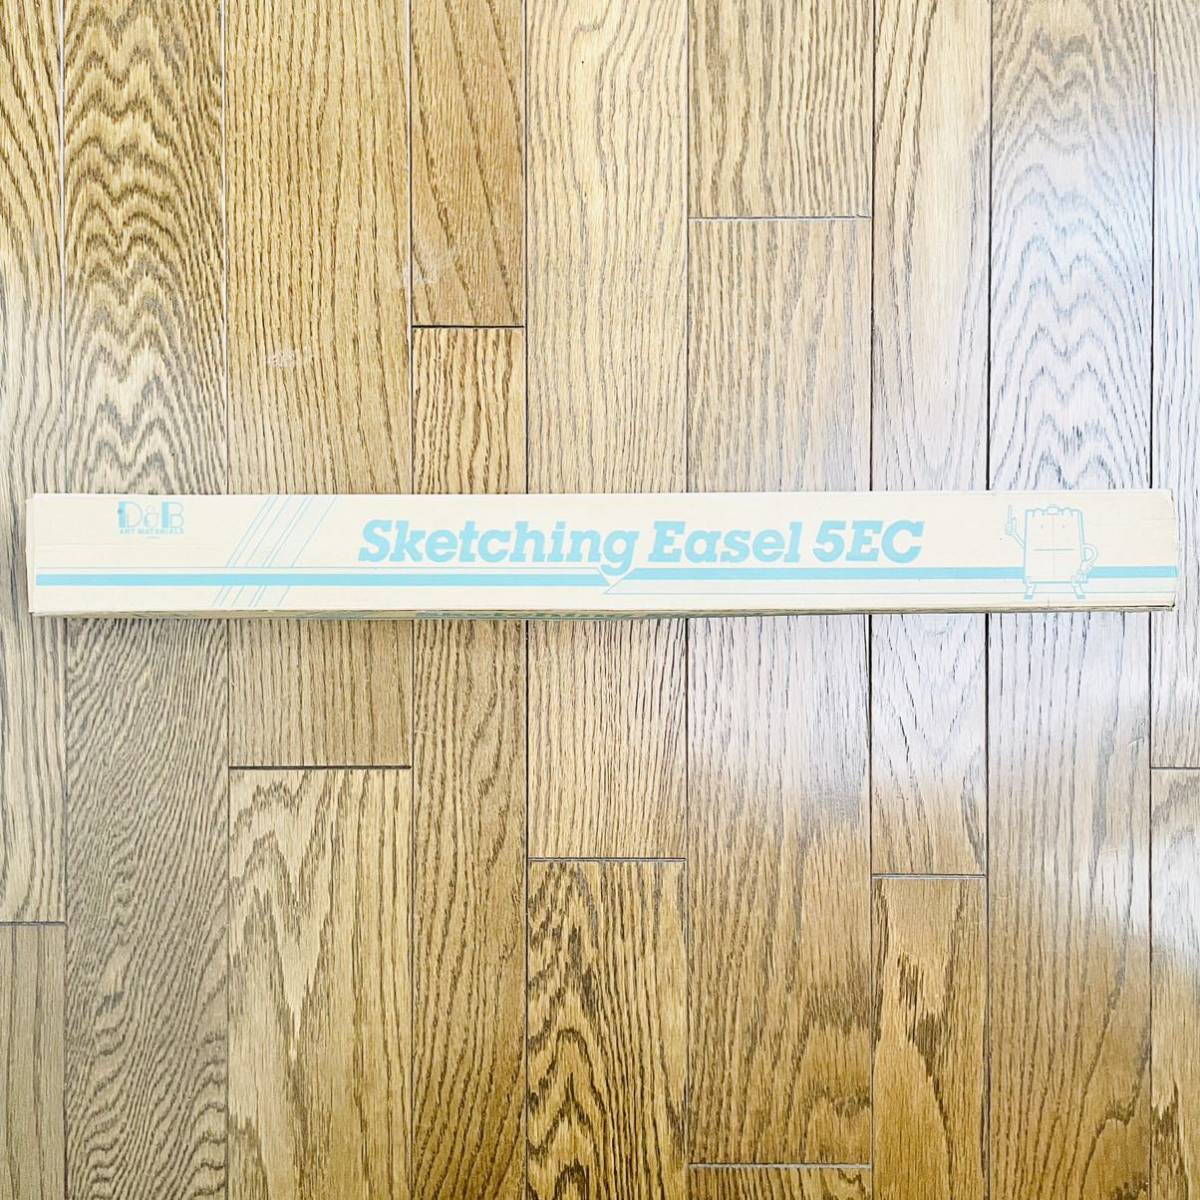 D&B
ART MATERIALS
Sketching Easel 5EC